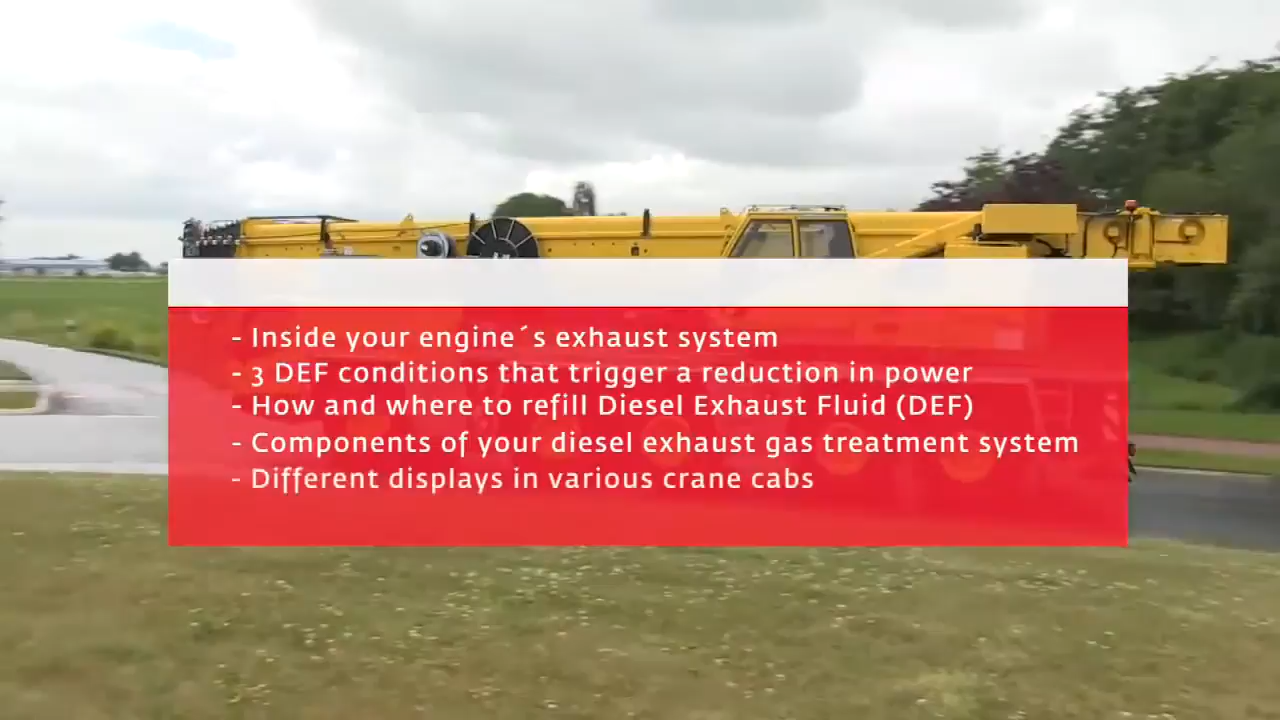 - Inside your engine´s exhaust system
- 3 DEF conditions that trigger a reduction in power
- How and where to refill Diesel Exhaust Fluid (DEF)
- Components of your diesel exhaust gas treatment system
- Different displays in various crane cabs